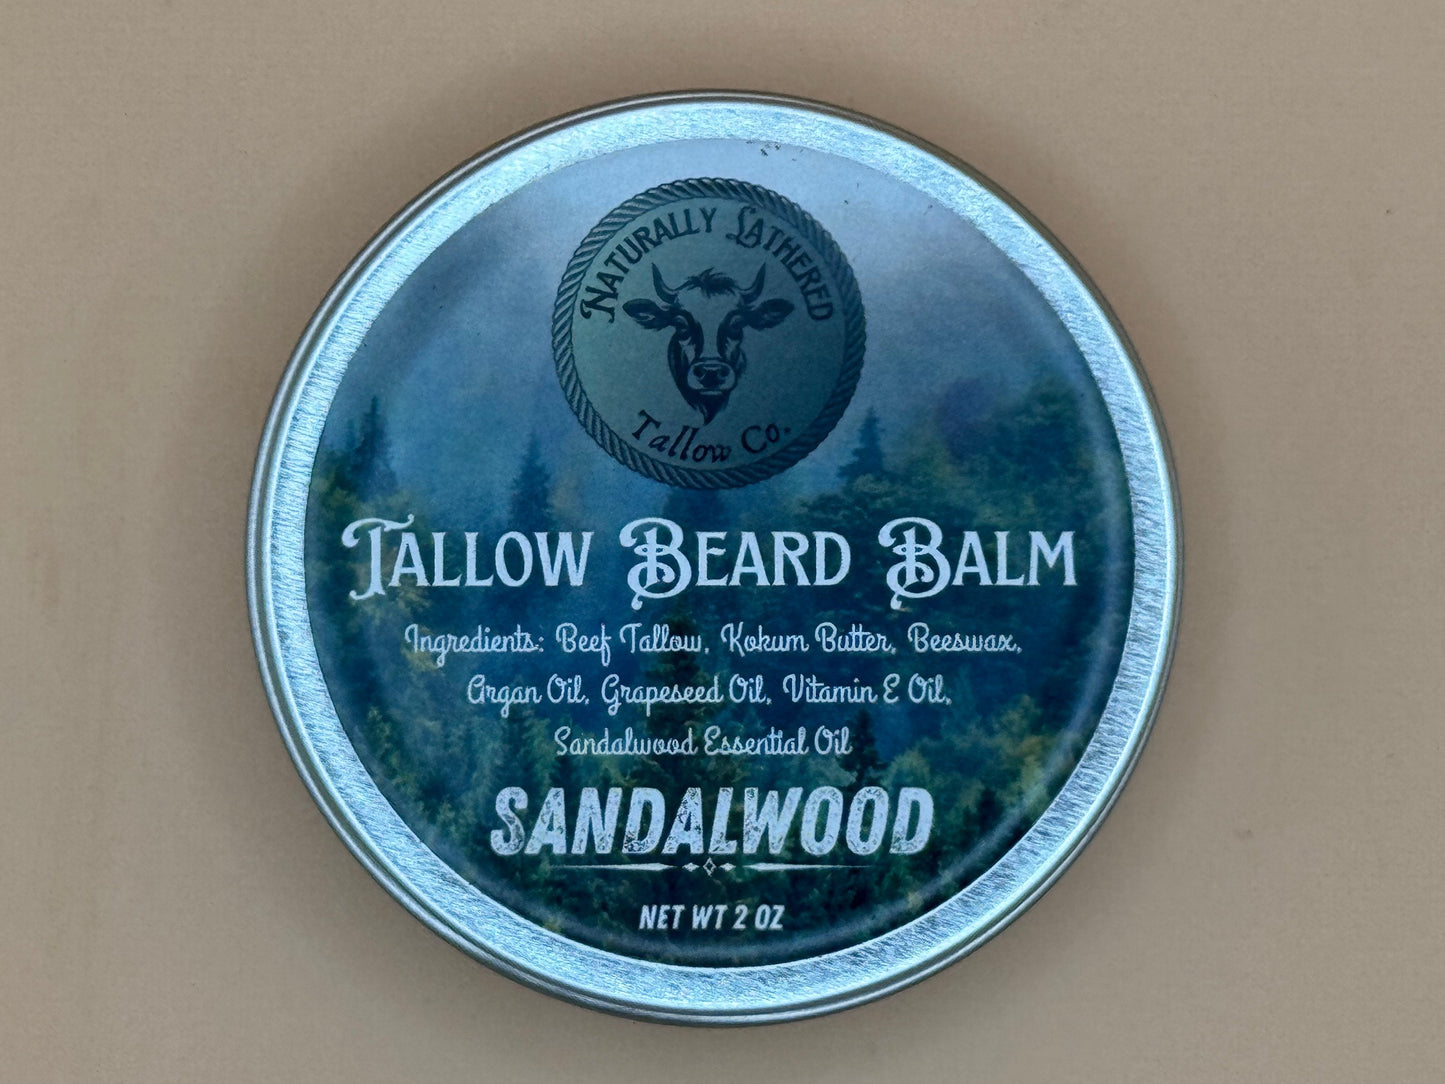 Naturally Lathered
Tallow Co.
Tallow Beard Balm
Ingredients: Beef Tallow, Kokum Butter, Beeswax,
Argan Oil, Grapeseed Oil, Vitamin E Oil,
Sandalwood Essential Oil
SANDALWOOD
NET WT 2 OZ